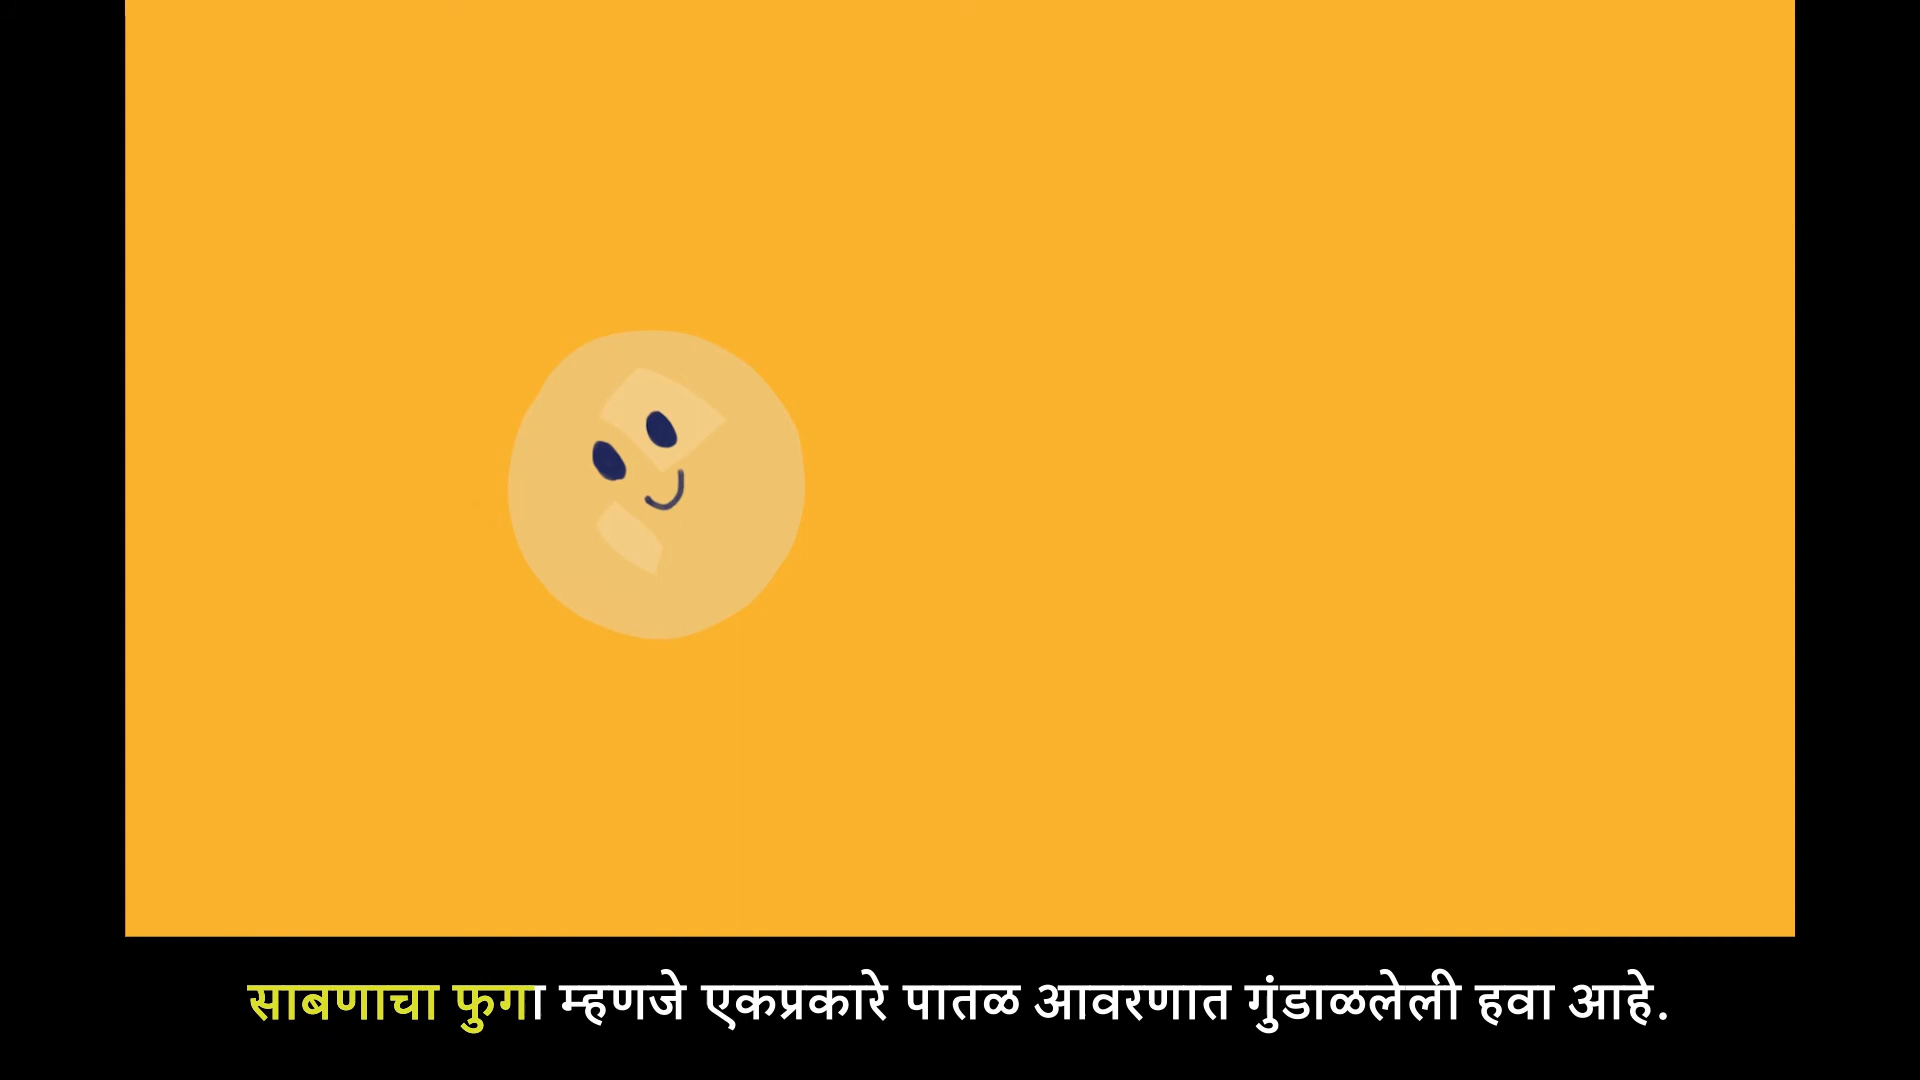 साबणाचा फुगा म्हणजे एकप्रकारे पातळ आवरणात गुंडाळलेली हवा आहे.